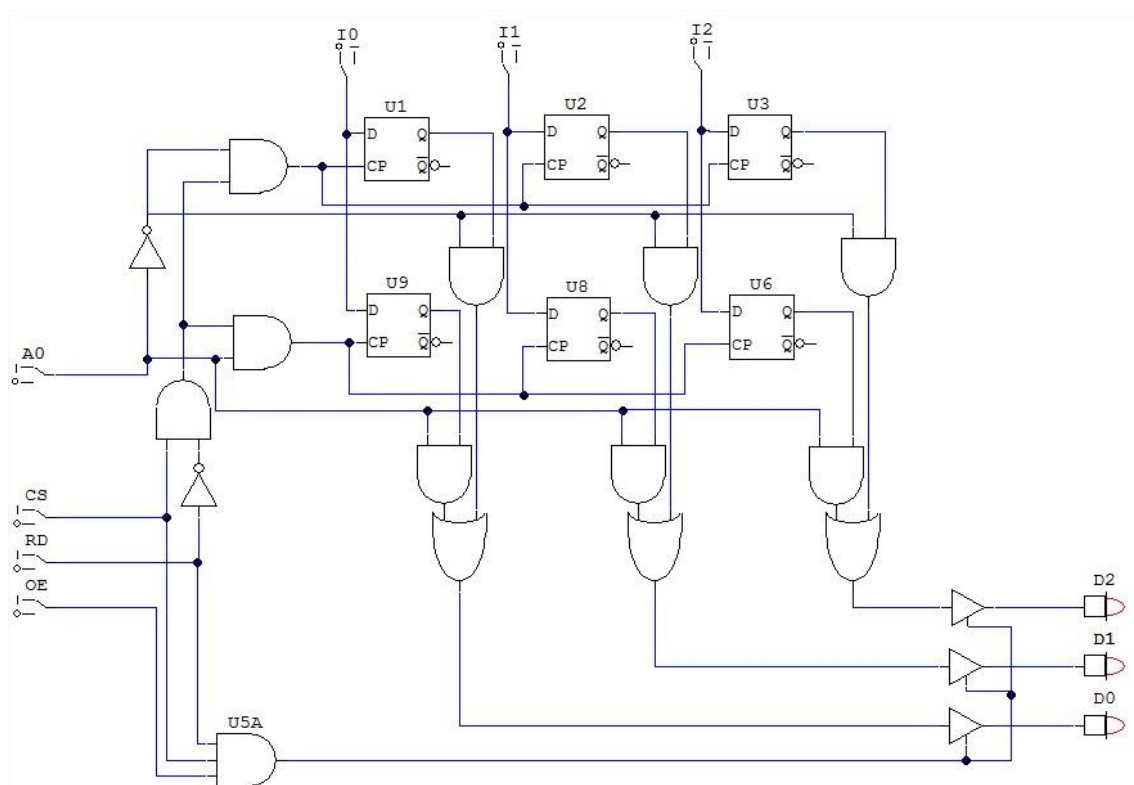 I0 I1 I2
U1 U2 U3
D Q D Q D Q
CP Q CP Q CP Q
U9 U8 U6
D Q D Q D Q
CP Q CP Q CP Q
A0
CS
RD
OE
D2
D1
D0
U5A